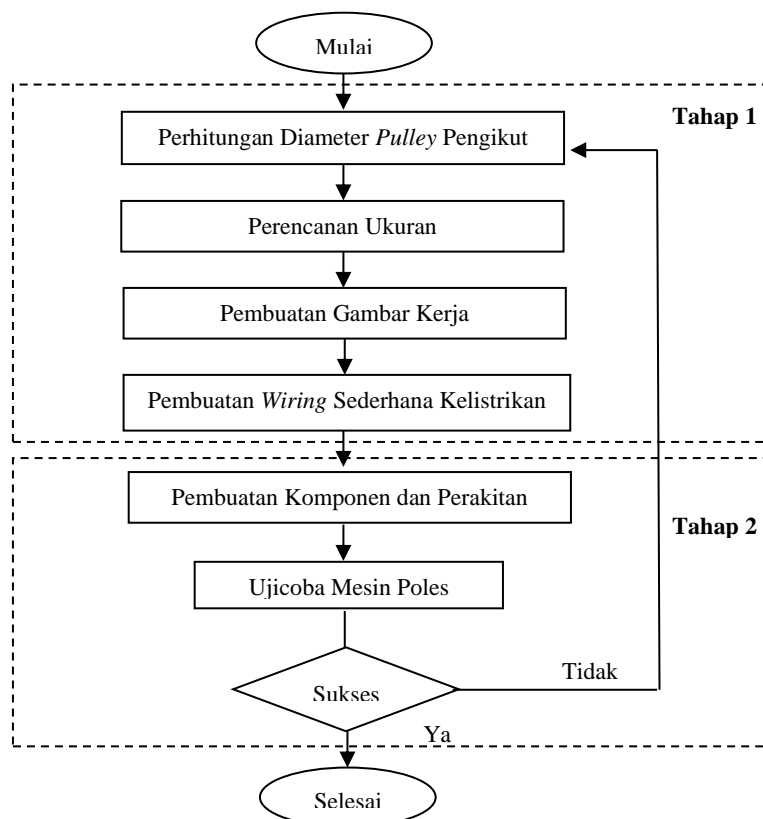 Mulai
Tahap 1
Perhitungan Diameter Pulley Pengikut
Perencanan Ukuran
Pembuatan Gambar Kerja
Pembuatan Wiring Sederhana Kelistrikan
Pembuatan Komponen dan Perakitan
Tahap 2
Ujicoba Mesin Poles
Tidak
Sukses
Ya
Selesai